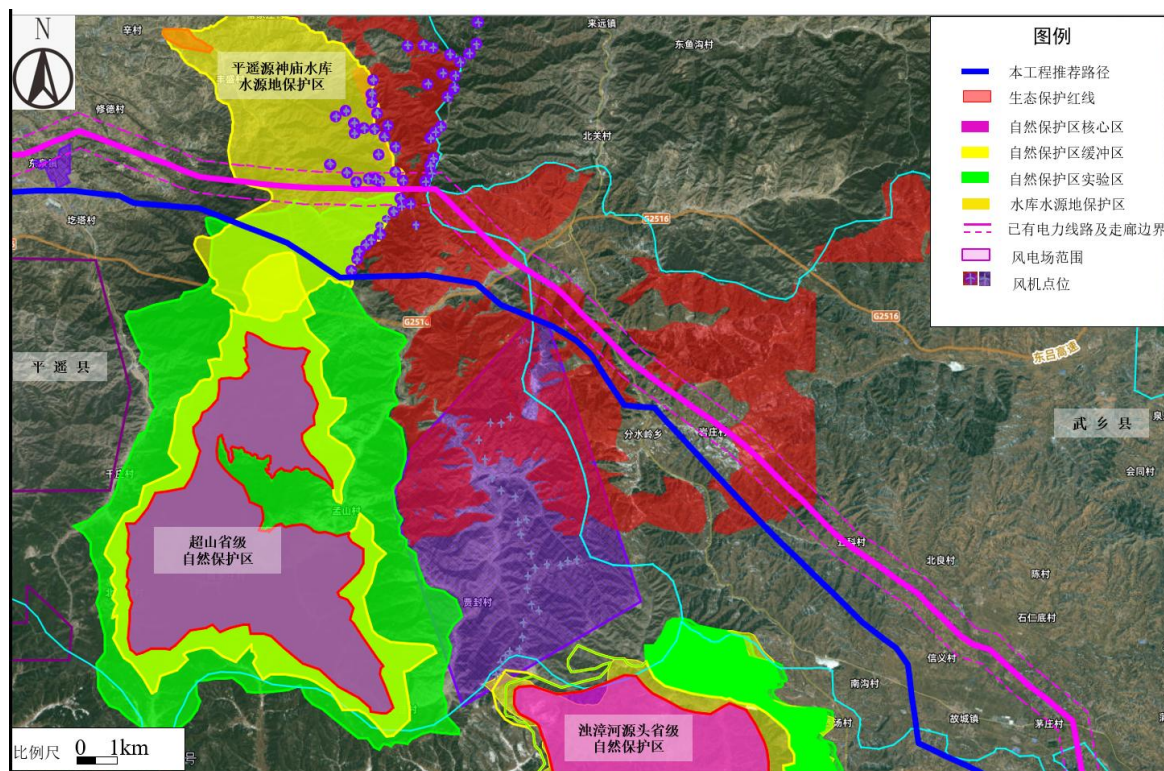 N
辛村
平遥源神庙水库
水源地保护区
来远镇
东鱼沟村
修德村
北关村
圪塔村
G2516
G2516
G2516
东吕高速
平遥县
武乡县
分水岭乡
会同村
孟山村
超山省级
自然保护区
北良村
陈村
石仁底村
信义村
南沟村
故城镇
茅庄村
浊漳河源头省级
自然保护区
比例尺 0 1km
图例
本工程推荐路径
生态保护红线
自然保护区核心区
自然保护区缓冲区
自然保护区实验区
水库水源地保护区
已有电力线路及走廊边界
风电场范围
风机点位